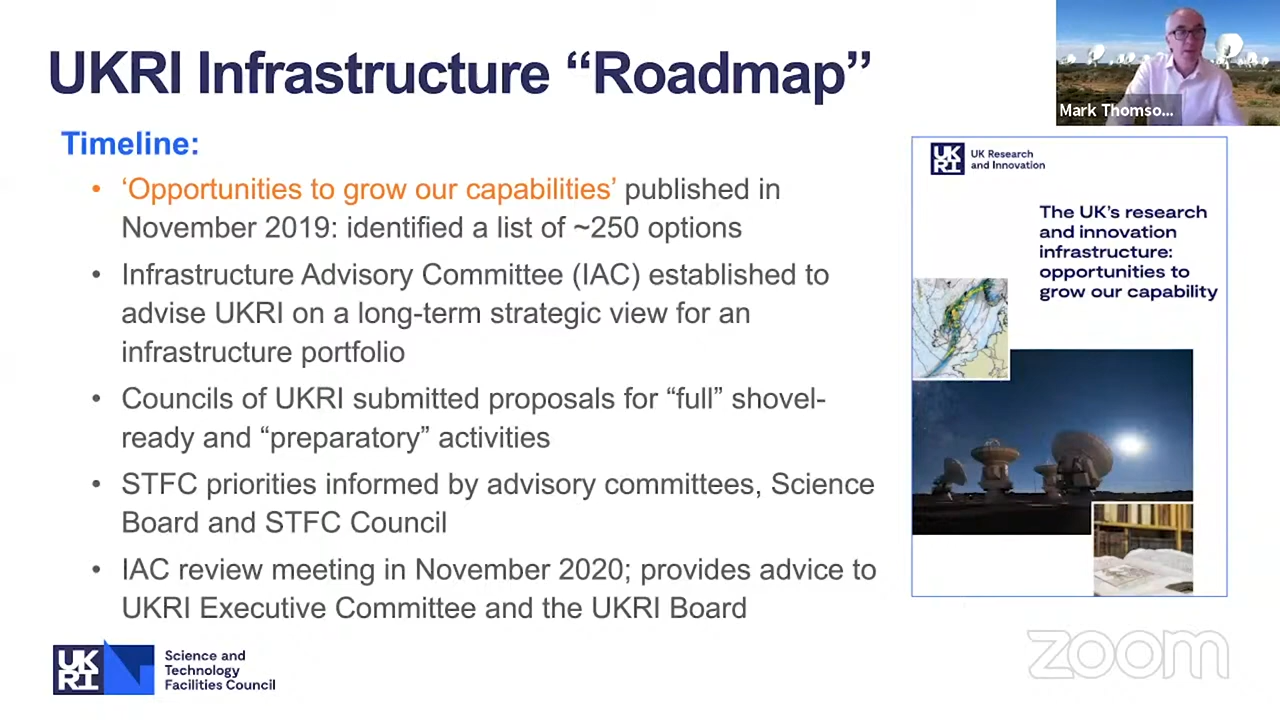 UKRI Infrastructure “Roadmap”
Mark Thomso...
Timeline:
• ‘Opportunities to grow our capabilities’ published in
November 2019: identified a list of ~250 options
• Infrastructure Advisory Committee (IAC) established to
advise UKRI on a long-term strategic view for an
infrastructure portfolio
• Councils of UKRI submitted proposals for “full” shovel-
ready and “preparatory” activities
• STFC priorities informed by advisory committees, Science
Board and STFC Council
• IAC review meeting in November 2020; provides advice to
UKRI Executive Committee and the UKRI Board
UK
RI
UK Research
and Innovation
The UK’s research
and innovation
infrastructure:
opportunities to
grow our capability
UK
RI
Science and
Technology
Facilities Council
zoom